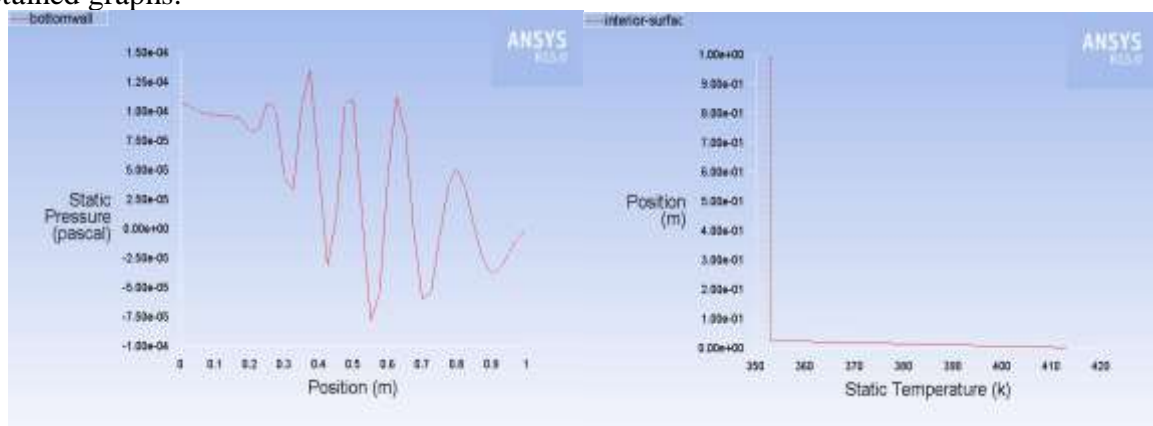 tained graphs.
bottomwall
ANSYS
1.50e-04
1.25e-04
1.00e-04
7.50e-05
5.00e-05
2.50e-05
0.00e+00
-2.50e-05
-5.00e-05
-7.50e-05
-1.00e-04
Static
Pressure
(pascal)
0 0.1 0.2 0.3 0.4 0.5 0.6 0.7 0.8 0.9 1
Position (m)
interior-surfac
ANSYS
1.00e+00
9.00e-01
8.00e-01
7.00e-01
6.00e-01
5.00e-01
4.00e-01
3.00e-01
2.00e-01
1.00e-01
0.00e+00
Position
(m)
350 360 370 380 390 400 410 420
Static Temperature (k)